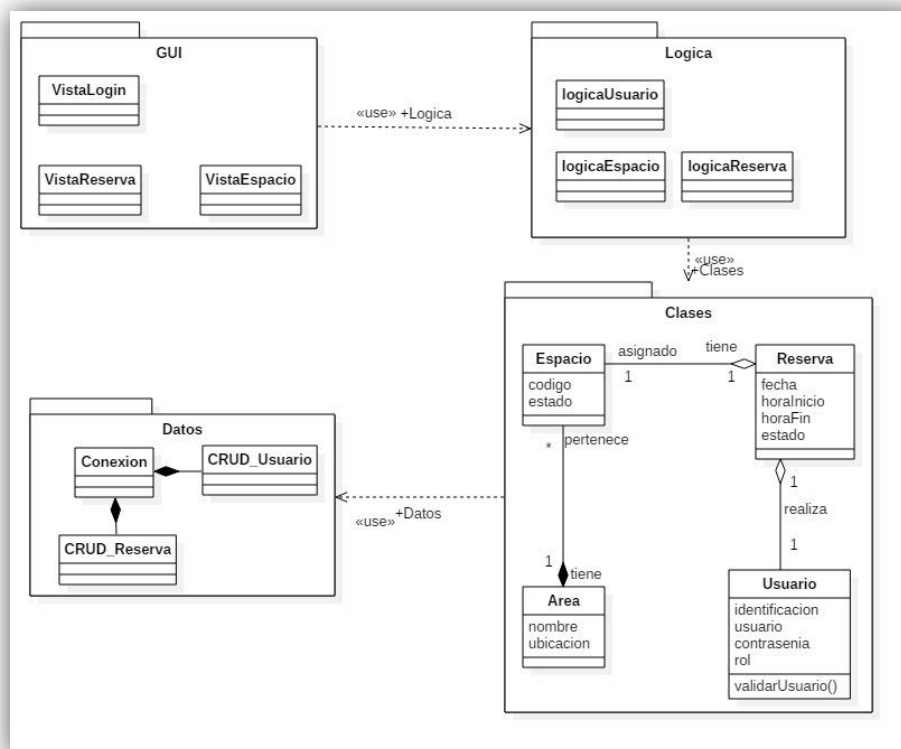 GUI
VistaLogin
VistaReserva
VistaEspacio
«use» +Logica
Logica
logicaUsuario
logicaEspacio
logicaReserva
«use»
+Clases
Clases
Espacio
codigo
estado
asignado
1
tiene
1
Reserva
fecha
horaInicio
horaFin
estado
* pertenece
1
tiene
Area
nombre
ubicacion
1
realiza
1
Usuario
identificacion
usuario
contrasenia
rol
validarUsuario()
«use» +Datos
Datos
Conexion
CRUD_Usuario
CRUD_Reserva